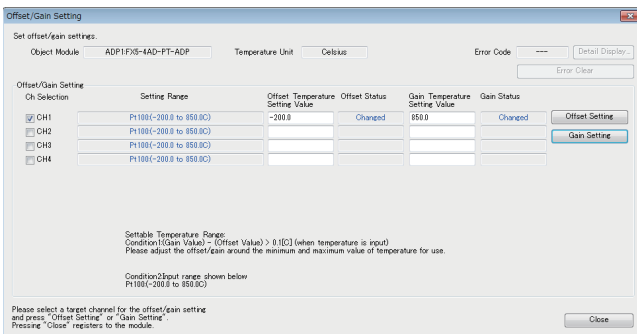 Offset/Gain Setting
Set offset/gain settings.
Object Module ADP1:FX5-4AD-PT-ADP Temperature Unit Celsius Error Code --- Detail Display...
Error Clear
Offset/Gain Setting
Ch Selection Setting Range Offset Temperature Setting Value Offset Status Gain Temperature Setting Value Gain Status
CH1 Pt100(-200.0 to 850.0C) -200.0 Changed 850.0 Changed Offset Setting
CH2 Pt100(-200.0 to 850.0C) Gain Setting
CH3 Pt100(-200.0 to 850.0C)
CH4 Pt100(-200.0 to 850.0C)
Settable Temperature Range:
Condition1:(Gain Value) - (Offset Value) > 0.1[C] (when temperature is input)
Please adjust the offset/gain around the minimum and maximum value of temperature for use.
Condition2:Input range shown below
Pt100(-200.0 to 850.0C)
Please select a target channel for the offset/gain setting
and press "Offset Setting" or "Gain Setting".
Pressing "Close" registers to the module.
Close